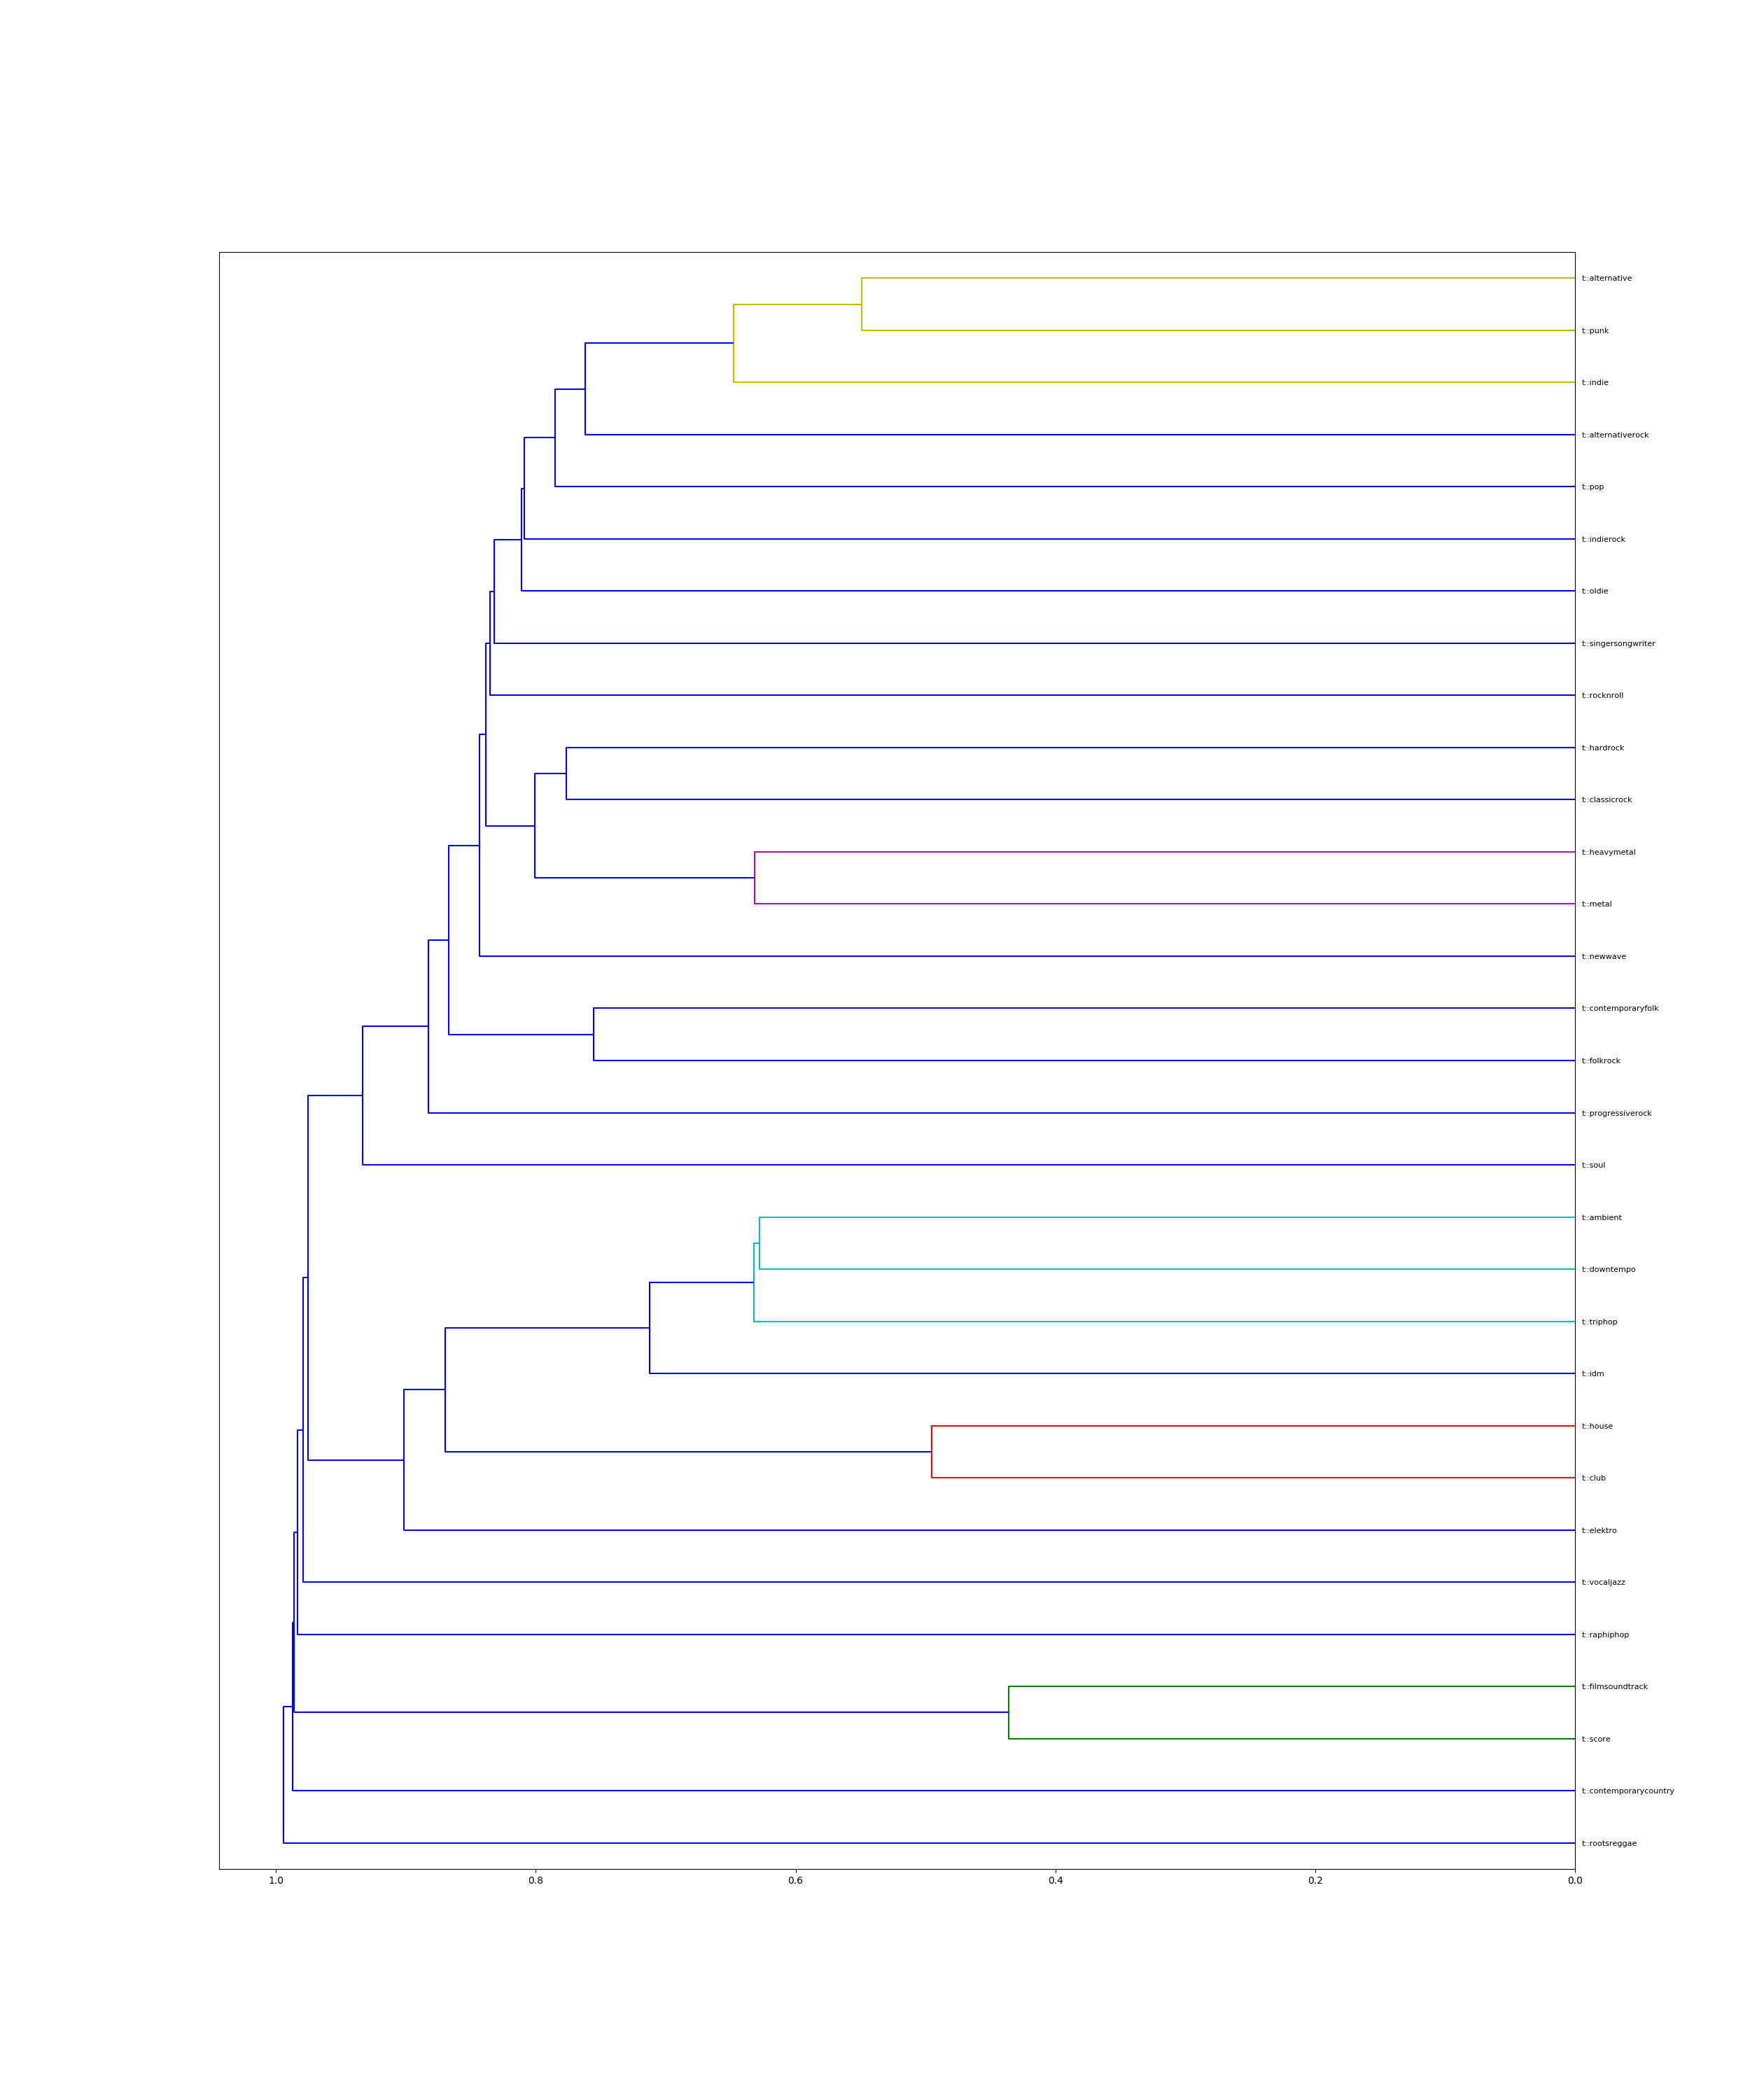 t::alternative
t::punk
t::indie
t::alternativerock
t::pop
t::indierock
t::oldie
t::singersongwriter
t::rocknroll
t::hardrock
t::classicrock
t::heavymetal
t::metal
t::newwave
t::contemporaryfolk
t::folkrock
t::progressiverock
t::soul
t::ambient
t::downtempo
t::triphop
t::idm
t::house
t::club
t::elektro
t::vocaljazz
t::raphiphop
t::filmsoundtrack
t::score
t::contemporarycountry
t::rootsreggae
1.0 0.8 0.6 0.4 0.2 0.0